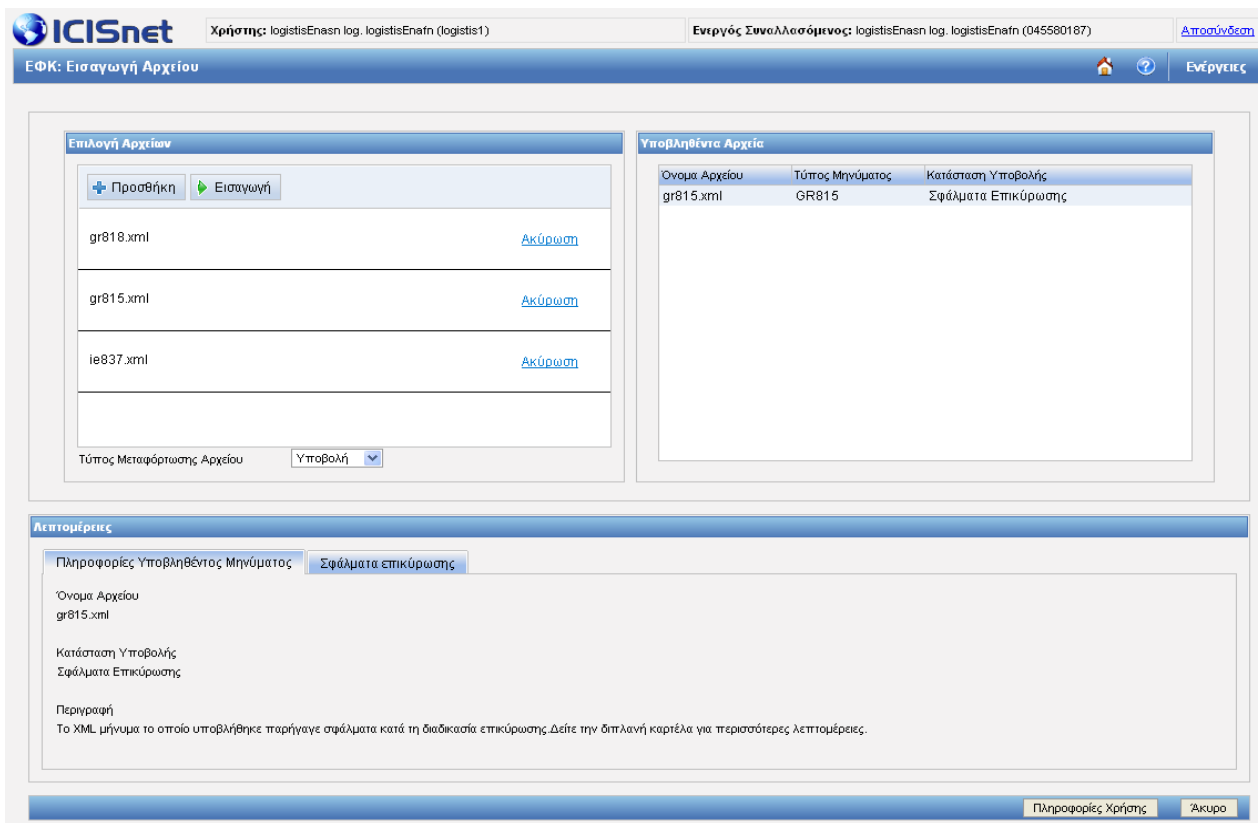 ICISnet
Χρήστης: logistisEnasn log. logistisEnafn (logistis1)
Ενεργός Συναλλασόμενος: logistisEnasn log. logistisEnafn (045580187)
Αποσύνδεση
ΕΦΚ: Εισαγωγή Αρχείου
Ενέργειες
Επιλογή Αρχείων
Προσθήκη Εισαγωγή
gr818.xml Ακύρωση
gr815.xml Ακύρωση
ie837.xml Ακύρωση
Τύπος Μεταφόρτωσης Αρχείου Υποβολή
Υποβληθέντα Αρχεία
Όνομα Αρχείου Τύπος Μηνύματος Κατάσταση Υποβολής
gr815.xml GR815 Σφάλματα Επικύρωσης
Λεπτομέρειες
Πληροφορίες Υποβληθέντος Μηνύματος Σφάλματα επικύρωσης
Όνομα Αρχείου
gr815.xml
Κατάσταση Υποβολής
Σφάλματα Επικύρωσης
Περιγραφή
Το XML μήνυμα το οποίο υποβλήθηκε παρήγαγε σφάλματα κατά τη διαδικασία επικύρωσης.Δείτε την διπλανή καρτέλα για περισσότερες λεπτομέρειες.
Πληροφορίες Χρήσης Άκυρο